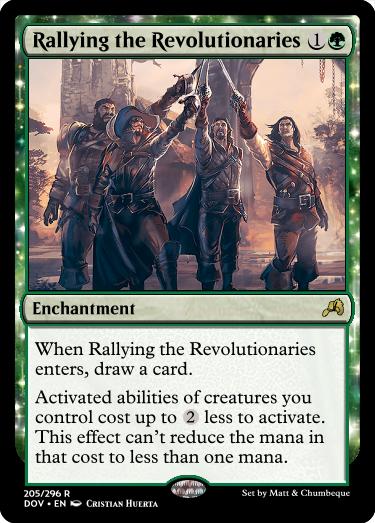 Rallying the Revolutionaries 1
Enchantment
When Rallying the Revolutionaries
enters, draw a card.
Activated abilities of creatures you
control cost up to 2 less to activate.
This effect can't reduce the mana in
that cost to less than one mana.
205/296 R
DOV • EN Cristian Huerta
Set by Matt & Chumbeque